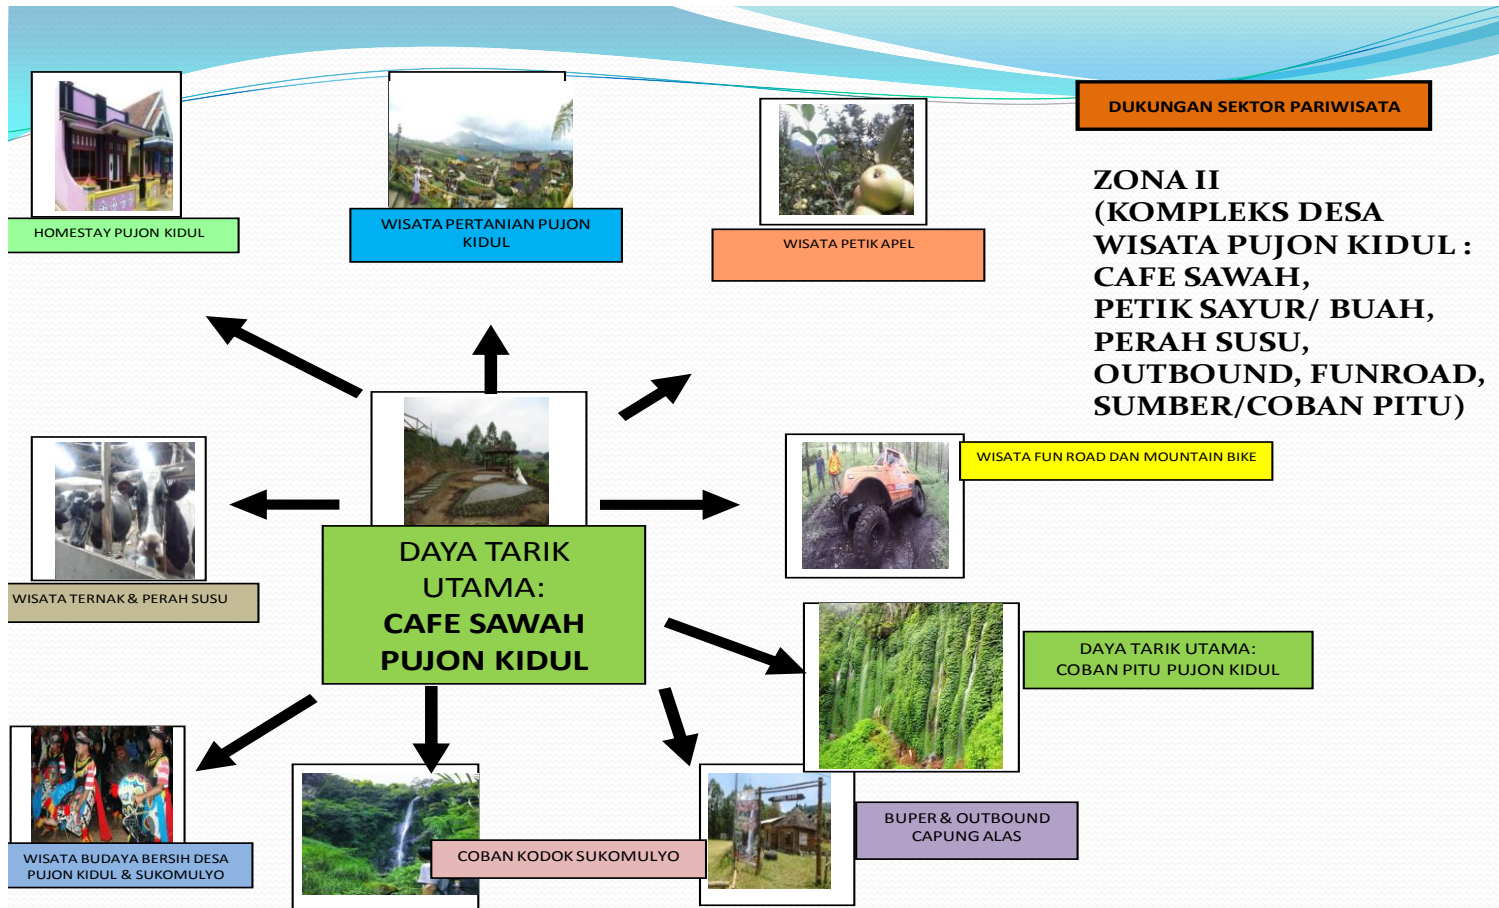 DUKUNGAN SEKTOR PARIWISATA
ZONA II
(KOMPLEKS DESA
WISATA PUJON KIDUL :
CAFE SAWAH,
PETIK SAYUR/ BUAH,
PERAH SUSU,
OUTBOUND, FUNROAD,
SUMBER/COBAN PITU)
HOMESTAY PUJON KIDUL
WISATA PERTANIAN PUJON
KIDUL
WISATA PETIK APEL
WISATA FUN ROAD DAN MOUNTAIN BIKE
DAYA TARIK
UTAMA:
CAFE SAWAH
PUJON KIDUL
WISATA TERNAK & PERAH SUSU
DAYA TARIK UTAMA:
COBAN PITU PUJON KIDUL
BUPER & OUTBOUND
CAPUNG ALAS
COBAN KODOK SUKOMULYO
WISATA BUDAYA BERSIH DESA
PUJON KIDUL & SUKOMULYO